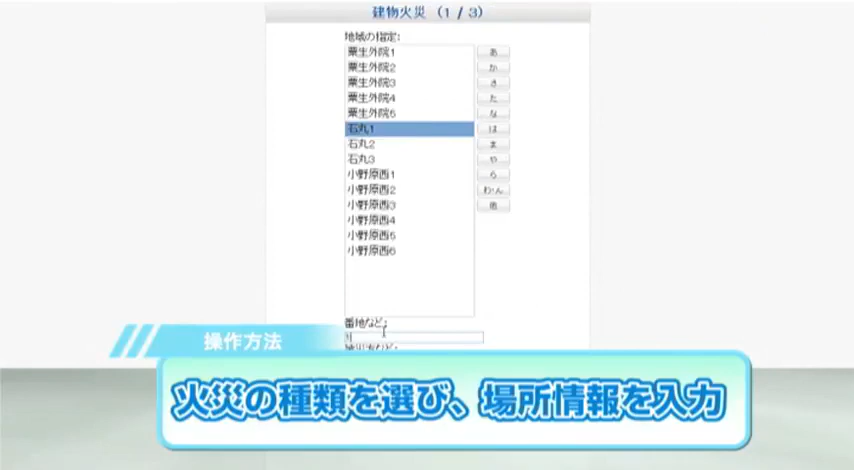 建物火災 (1 / 3)
地域の指定:
粟生外院1
粟生外院2
粟生外院3
粟生外院4
粟生外院5
石丸1
石丸2
石丸3
小野原西1
小野原西2
小野原西3
小野原西4
小野原西5
小野原西6
あ
か
さ
た
な
は
ま
や
ら
わ・ん
他
番地など:
操作方法
火災の種類を選び、場所情報を入力